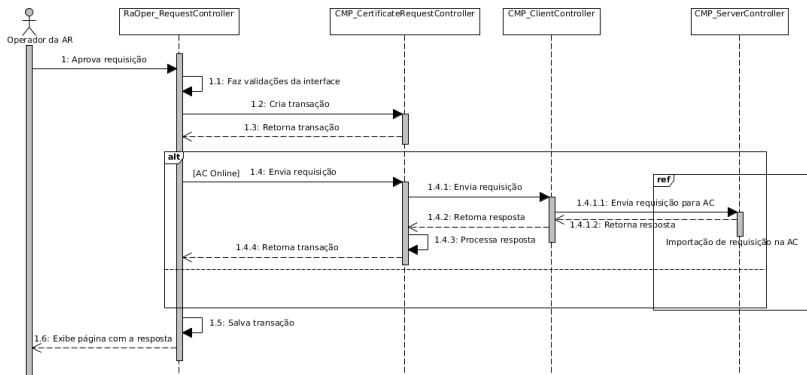 RaOper_RequestController
CMP_CertificateRequestController
CMP_ClientController
CMP_ServerController
Operador da AR
1: Aprova requisição
1.1: Faz validações da interface
1.2: Cria transação
1.3: Retorna transação
alt
[AC Online]
1.4: Envia requisição
1.4.1: Envia requisição
ref
1.4.1.1: Envia requisição para AC
1.4.2: Retorna resposta
1.4.1.2: Retorna resposta
1.4.3: Processa resposta
Importação de requisição na AC
1.4.4: Retorna transação
1.5: Salva transação
1.6: Exibe página com a resposta